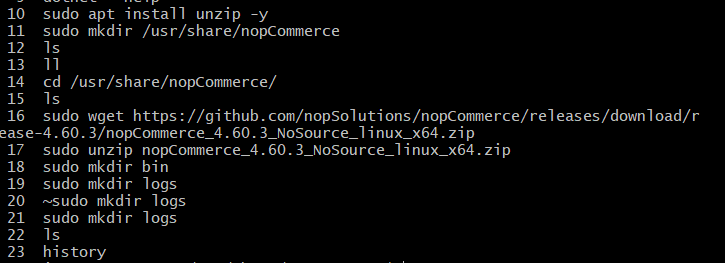 10 sudo apt install unzip -y
11 sudo mkdir /usr/share/nopCommerce
12 ls
13 ll
14 cd /usr/share/nopCommerce/
15 ls
16 sudo wget https://github.com/nopSolutions/nopCommerce/releases/download/r
ease-4.60.3/nopCommerce_4.60.3_NoSource_linux_x64.zip
17 sudo unzip nopCommerce_4.60.3_NoSource_linux_x64.zip
18 sudo mkdir bin
19 sudo mkdir logs
20 ~sudo mkdir logs
21 sudo mkdir logs
22 ls
23 history